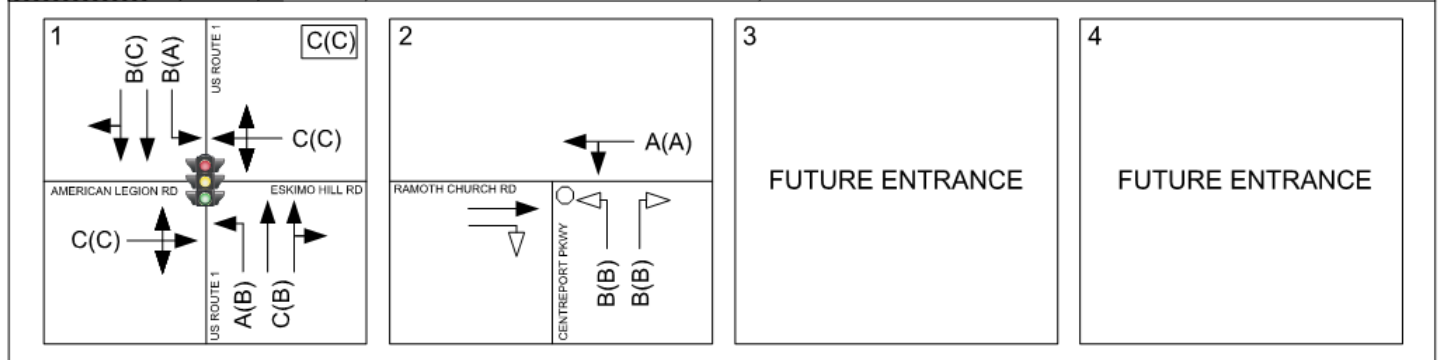 1
B(C)
B(A)
US ROUTE 1
C(C)
C(C)
AMERICAN LEGION RD
ESKIMO HILL RD
C(C)
US ROUTE 1
A(B)
C(B)
2
A(A)
RAMOTH CHURCH RD
CENTREPORT PKWY
B(B)
B(B)
3
FUTURE ENTRANCE
4
FUTURE ENTRANCE